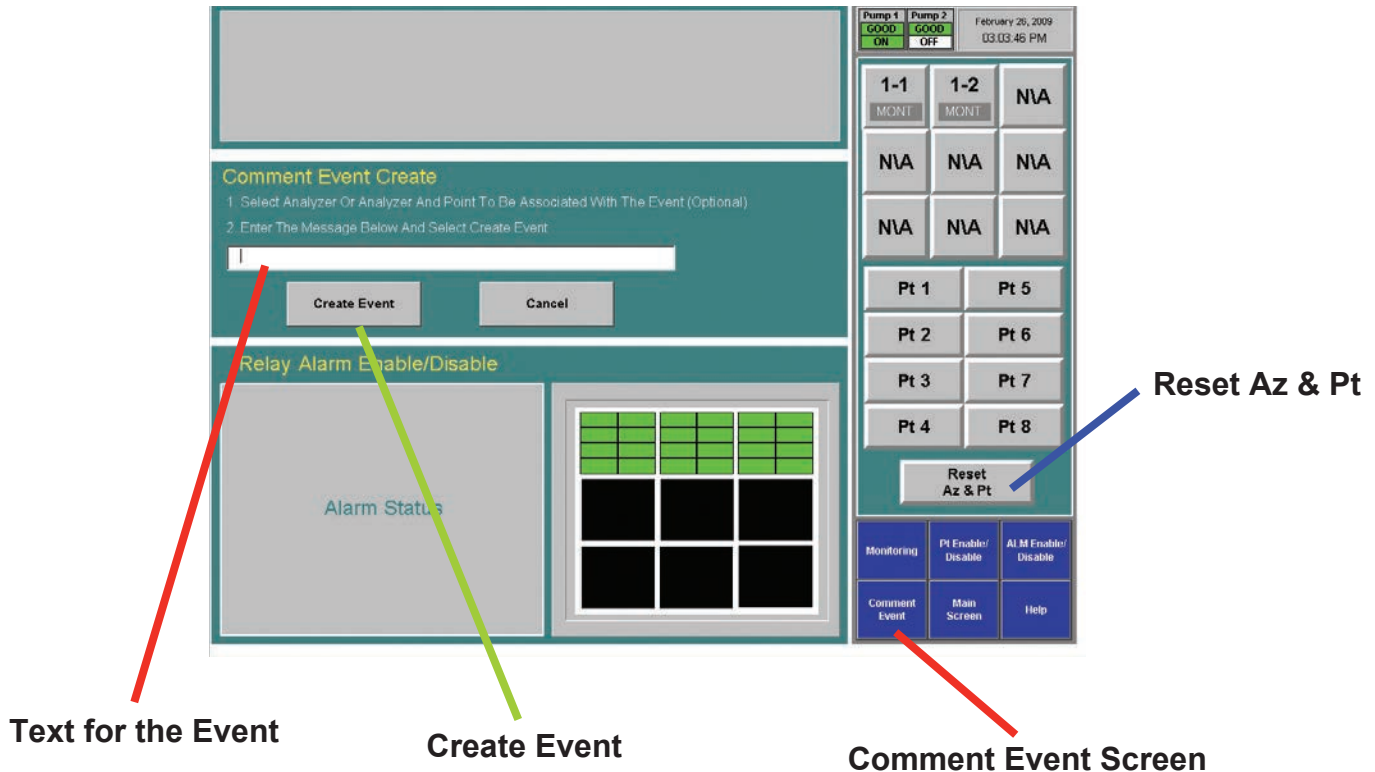 Pump 1 Pump 2
GOOD GOOD
ON OFF
February 26, 2009
03:03:46 PM
1-1 1-2 N\A
MONT MONT
N\A N\A N\A
N\A N\A N\A
Comment Event Create
1. Select Analyzer Or Analyzer And Point To Be Associated With The Event (Optional)
2. Enter The Message Below And Select Create Event
Create Event Cancel
Relay Alarm Enable/Disable
Alarm Status
Pt 1 Pt 5
Pt 2 Pt 6
Pt 3 Pt 7
Pt 4 Pt 8
Reset
Az & Pt
Reset Az & Pt
Monitoring
Pt Enable/
Disable
ALM Enable/
Disable
Comment
Event
Main
Screen
Help
Text for the Event
Create Event
Comment Event Screen